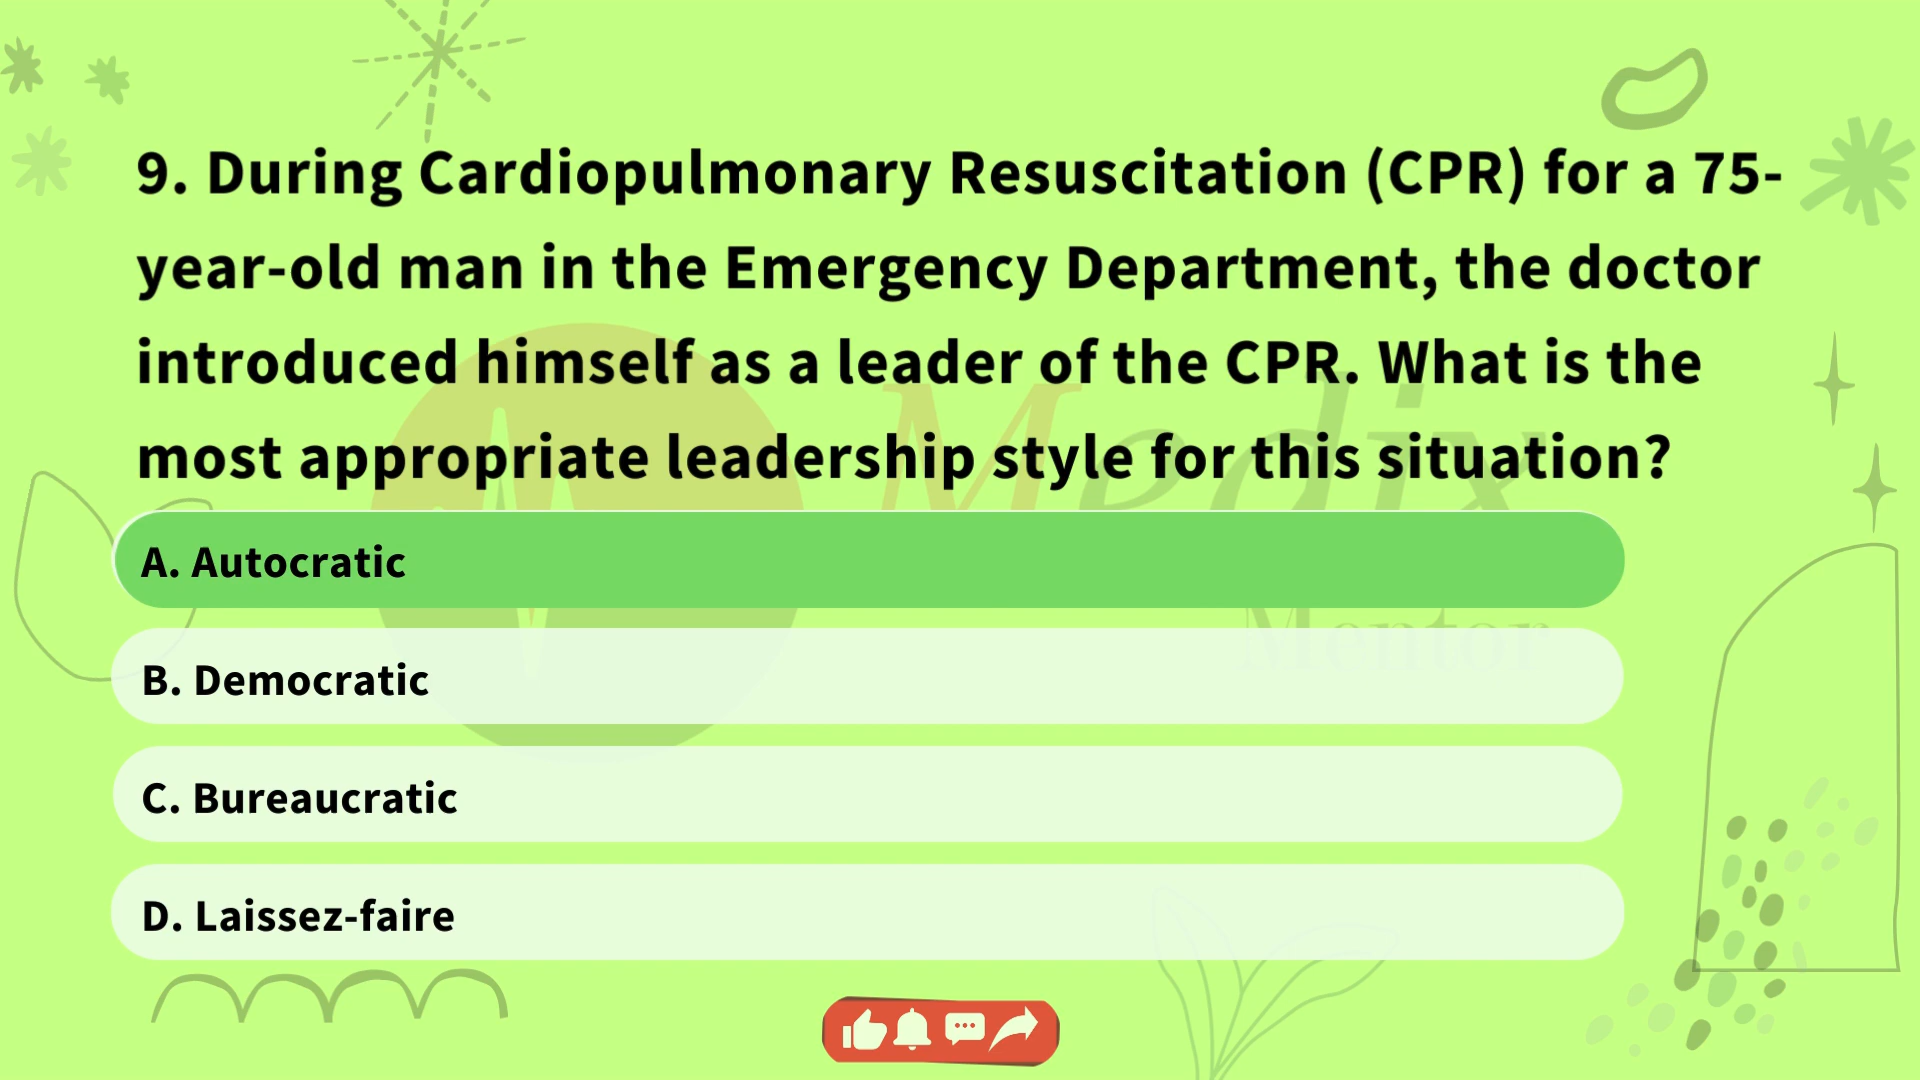 9. During Cardiopulmonary Resuscitation (CPR) for a 75-
year-old man in the Emergency Department, the doctor
introduced himself as a leader of the CPR. What is the
most appropriate leadership style for this situation?
Medix
A. Autocratic
Mentor
B. Democratic
C. Bureaucratic
D. Laissez-faire